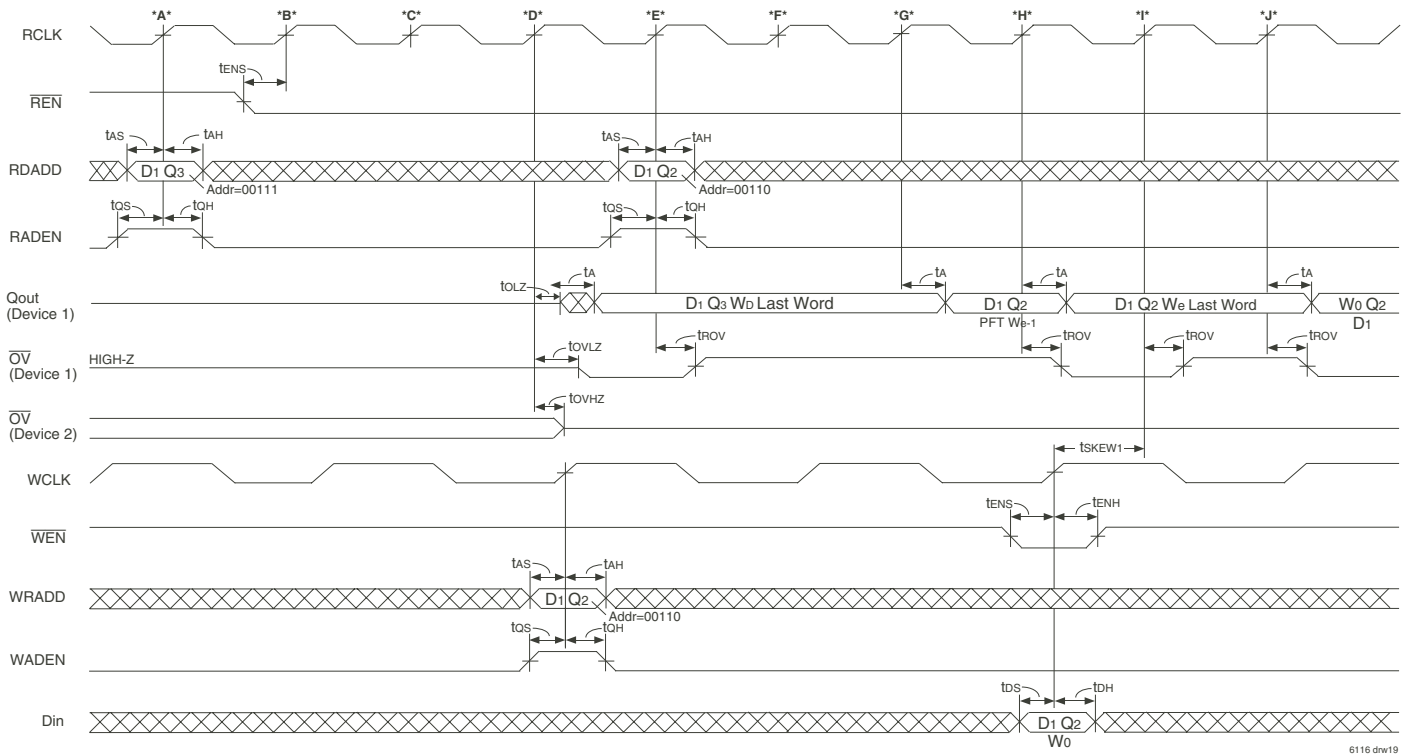 *A* *B* *C* *D* *E* *F* *G* *H* *I* *J*
RCLK
tENS
REN
tAS tAH tAS tAH
RDADD D1 Q3 D1 Q2
Addr=00111 Addr=00110
tQS tQH tQS tQH
RADEN
tA tA tA tA
tOLZ
Qout
(Device 1)
D1 Q3 WD Last Word D1 Q2 D1 Q2 We Last Word W0 Q2
PFT We-1 D1
tOVLZ tROV tROV tROV tROV
OV
(Device 1)
HIGH-Z
tOVHZ
OV
(Device 2)
tSKEW1
WCLK
tENS tENH
WEN
tAS tAH
WRADD D1 Q2
Addr=00110
tQS tQH
WADEN
tDS tDH
Din D1 Q2
W0
6116 drw19